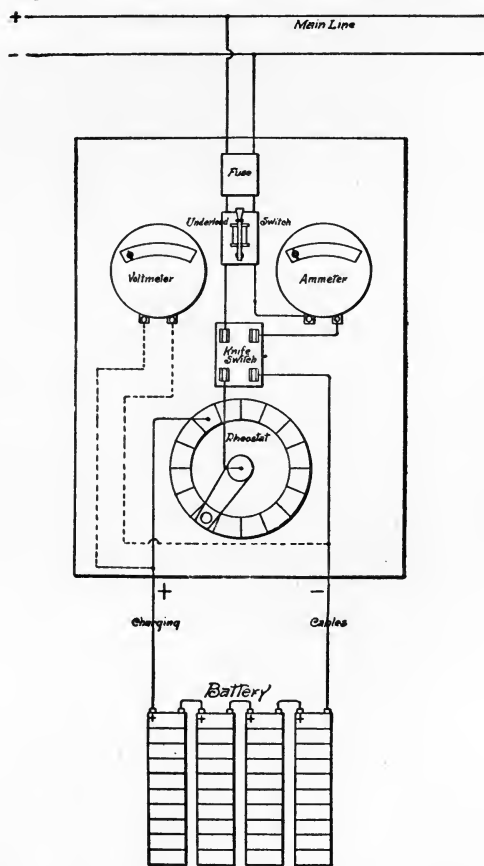 +
Main Line
-
Fuse
Underload Switch
Voltmeter
Ammeter
Knife
Switch
Rheostat
+ -
Charging Cables
Battery
+ + + +